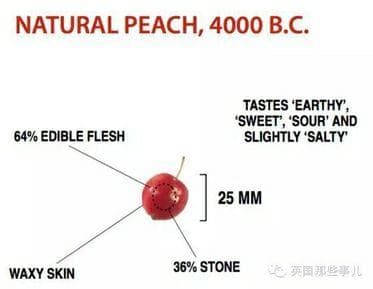 NATURAL PEACH, 4000 B.C.
TASTES ‘EARTHY’,
‘SWEET’, ‘SOUR’ AND
SLIGHTLY ‘SALTY’
64% EDIBLE FLESH
25 MM
WAXY SKIN
36% STONE
英国那些事儿